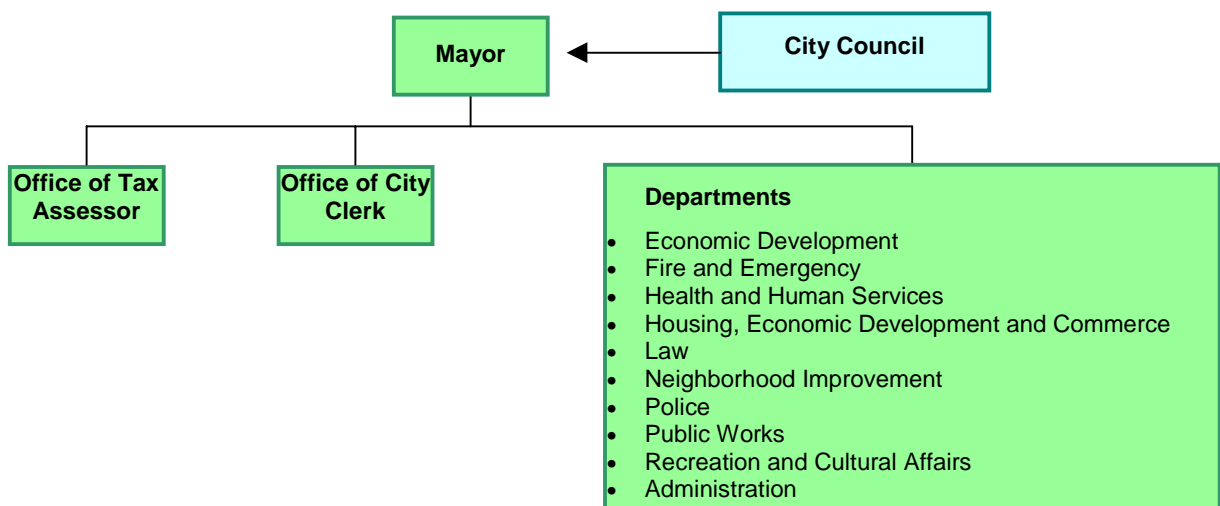 Mayor
City Council
Office of Tax
Assessor
Office of City
Clerk
Departments
• Economic Development
• Fire and Emergency
• Health and Human Services
• Housing, Economic Development and Commerce
• Law
• Neighborhood Improvement
• Police
• Public Works
• Recreation and Cultural Affairs
• Administration